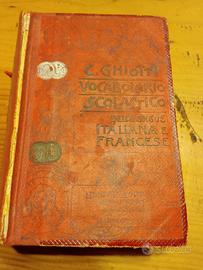 C. GHIOTTI
VOCABOLARIO
SCOLASTICO
DELLE LINGUE
ITALIANA E
FRANCESE